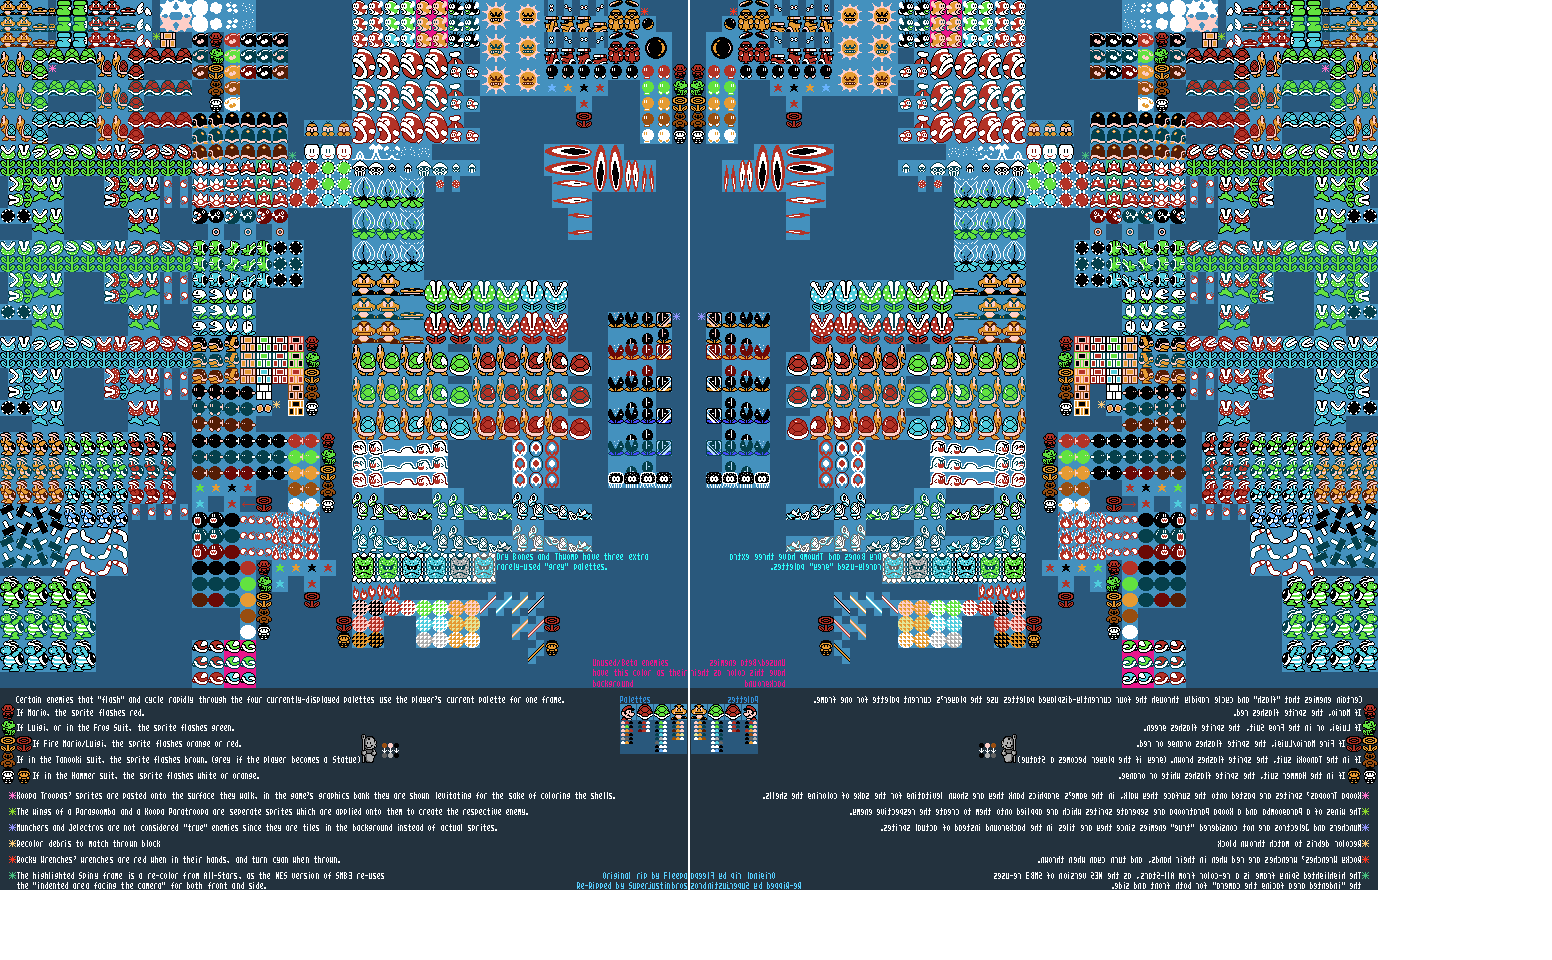 Dry Bones and Thwomp have three extra
rarely-used "grey" palettes.
Unused/Beta enemies
have this color as their
background
Certain enemies that "flash" and cycle rapidly through the four currently-displayed palettes use the player's current palette for one frame.
Palettes
If Mario, the sprite flashes red.
If Luigi, or in the Frog Suit, the sprite flashes green.
If Fire Mario/Luigi, the sprite flashes orange or red.
If in the Tanooki suit, the sprite flashes brown. (grey if the player becomes a Statue)
If in the Hammer suit, the sprite flashes white or orange.
Koopa Troopas' sprites are pasted onto the surface they walk, in the game's graphics bank they are shown levitating for the sake of coloring the shells.
The wings of a Paragoomba and a Koopa Paratroopa are seperate sprites which are applied onto them to create the respective enemy.
Munchers and Jelectros are not considered "true" enemies since they are tiles in the background instead of actual sprites.
Recolor debris to match thrown block
Rocky Wrenches' wrenches are red when in their hands, and turn cyan when thrown.
The highlighted Spiny frame is a re-color from All-Stars, as the NES version of SMB3 re-uses
the "indented area facing the camera" for both front and side.
Original rip by Fleepa
Re-Ripped by Superjustinbros